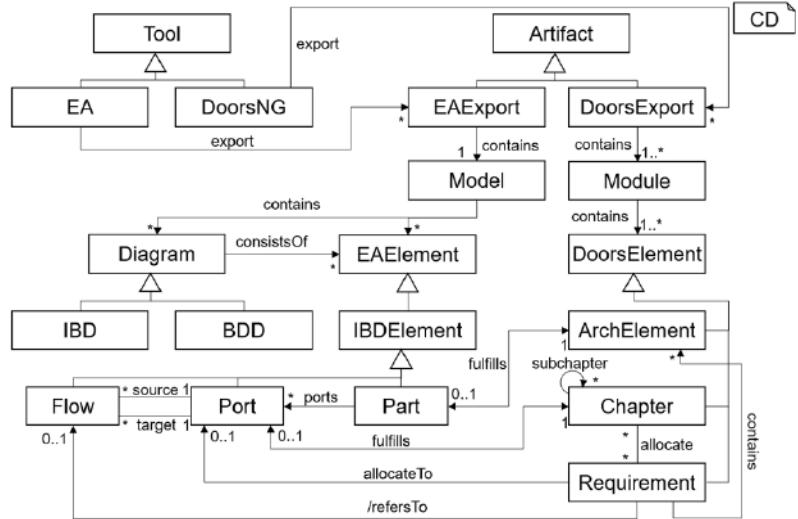 Tool
Artifact
CD
export
EA
DoorsNG
EAExport
DoorsExport
export
*
*
1
contains
contains
1..*
Model
Module
contains
contains
1..*
*
*
Diagram
consistsOf
*
EAElement
DoorsElement
IBD
BDD
IBDElement
ArchElement
fulfills
1
*
subchapter
*
Flow
* source 1
Port
* ports
Part
0..1
Chapter
* target 1
1
0..1
0..1
0..1
fulfills
*
allocate
*
contains
allocateTo
Requirement
/refersTo